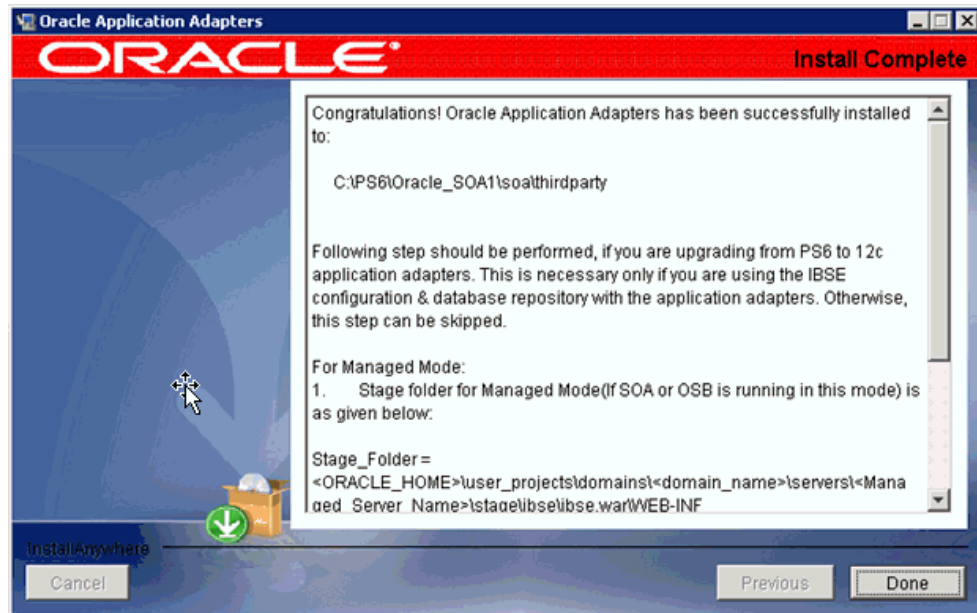 Oracle Application Adapters
ORACLE
Install Complete
Congratulations! Oracle Application Adapters has been successfully installed
to:
C:\PS6\Oracle_SOA1\soa\thirdparty
Following step should be performed, if you are upgrading from PS6 to 12c
application adapters. This is necessary only if you are using the IBSE
configuration & database repository with the application adapters. Otherwise,
this step can be skipped.
For Managed Mode:
1. Stage folder for Managed Mode(If SOA or OSB is running in this mode) is
as given below:
Stage_Folder =
<ORACLE_HOME>\user_projects\domains\<domain_name>\servers\<Mana
ged_Server_Name>\stage\ibse\ibse.war\WEB-INF
InstallAnywhere
Cancel
Previous
Done